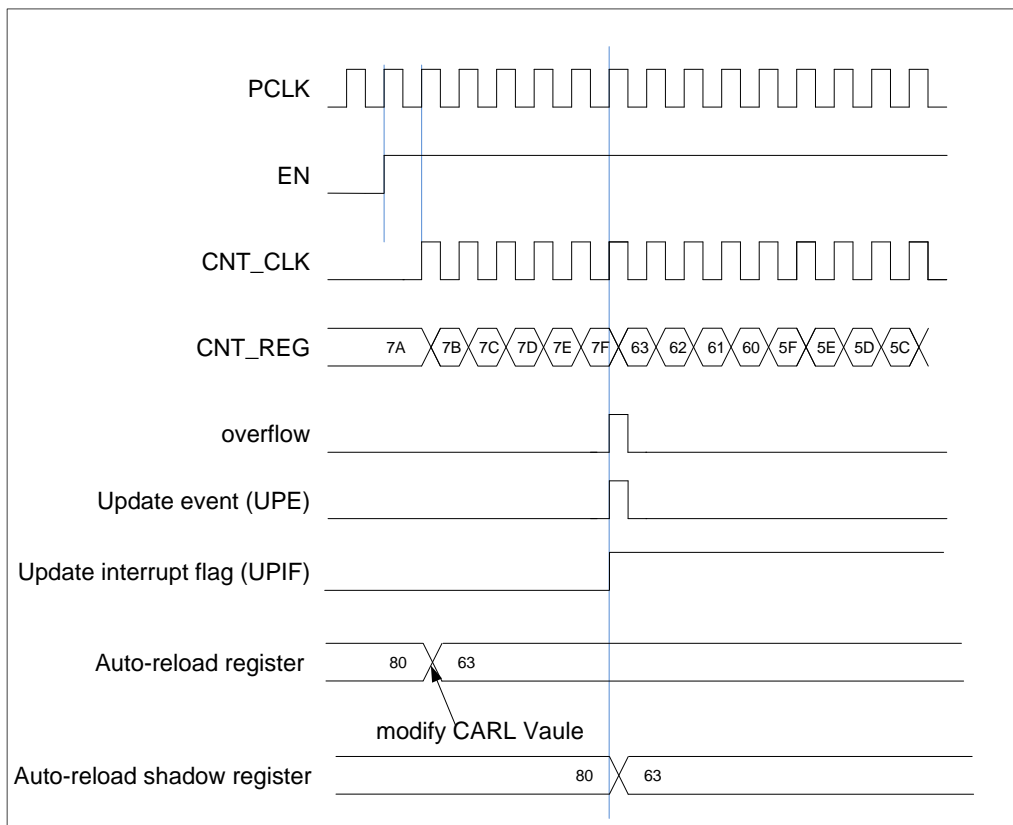 PCLK
EN
CNT_CLK
CNT_REG 7A 7B 7C 7D 7E 7F 63 62 61 60 5F 5E 5D 5C
overflow
Update event (UPE)
Update interrupt flag (UPIF)
Auto-reload register 80 63
modify CARL Vaule
Auto-reload shadow register 80 63